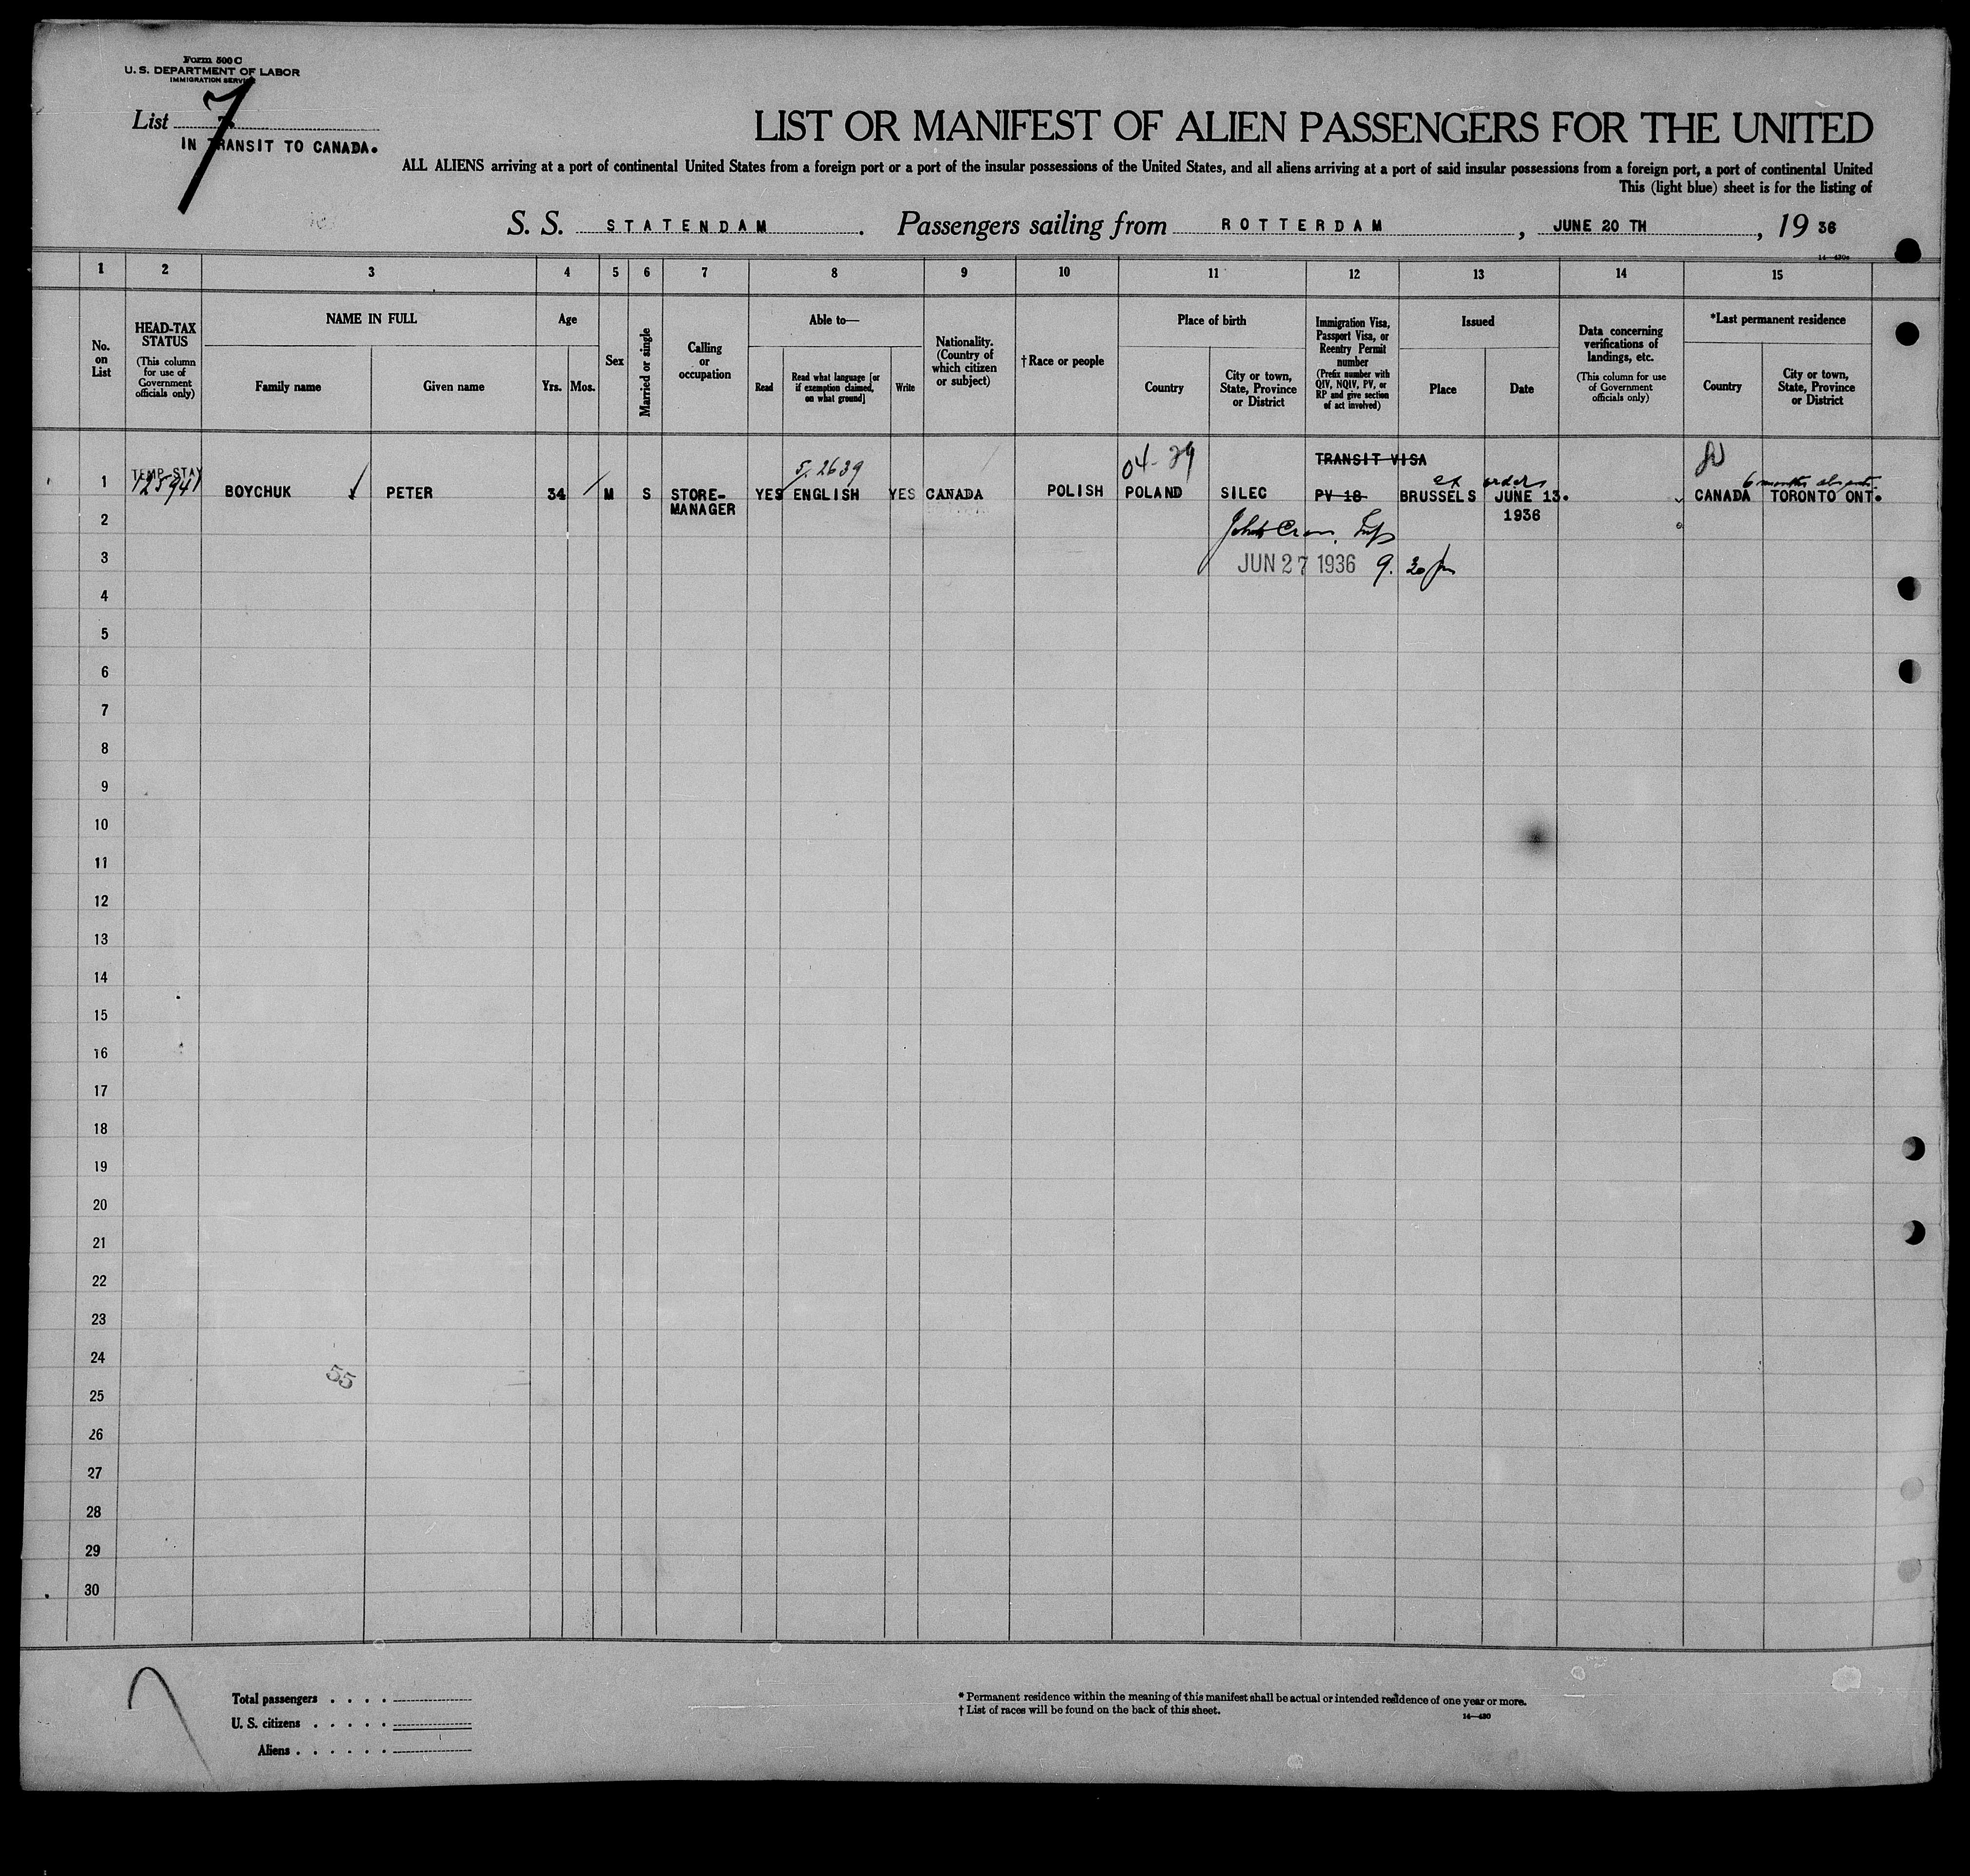 Form 500 C
U. S. DEPARTMENT OF LABOR
IMMIGRATION SERVICE
List 7
IN TRANSIT TO CANADA.
LIST OR MANIFEST OF ALIEN PASSENGERS FOR THE UNITED
ALL ALIENS arriving at a port of continental United States from a foreign port or a port of the insular possessions of the United States, and all aliens arriving at a port of said insular possessions from a foreign port, a port of continental United
This (light blue) sheet is for the listing of
S. S. STATENDAM. Passengers sailing from ROTTERDAM, JUNE 20 TH, 19 36
14—430a
1 2 3 4 5 6 7 8 9 10 11 12 13 14 15
No. on List
HEAD-TAX STATUS
(This column for use of Government officials only)
NAME IN FULL
Family name
Given name
Age
Yrs. Mos.
Sex
Married or single
Calling or occupation
Able to—
Read
Read what language [or if exemption claimed, on what ground]
Write
Nationality. (Country of which citizen or subject)
† Race or people
Place of birth
Country
City or town, State, Province or District
Immigration Visa, Passport Visa, or Reentry Permit number
(Prefix number with QIV, NQIV, PV, or RP and give section of act involved)
Issued
Place
Date
Data concerning verifications of landings, etc.
(This column for use of Government officials only)
*Last permanent residence
Country
City or town, State, Province or District
TEMP STAY 5/2639 04-29 TRANSIT VISA
ex orders 6 months
1 BOYCHUK PETER 34 M S STORE- YES ENGLISH YES CANADA POLISH POLAND SILEC PV 18 BRUSSELS JUNE 13. CANADA TORONTO ONT.
MANAGER 1936
2
3 JUN 27 1936 9. 30 pm
4
5
6
7
8
9
10
11
12
13
14
15
16
17
18
19
20
21
22
23
24
55
25
26
27
28
29
30
Total passengers . . . .
U. S. citizens . . . . .
Aliens . . . . . .
* Permanent residence within the meaning of this manifest shall be actual or intended residence of one year or more.
† List of races will be found on the back of this sheet.
14—430